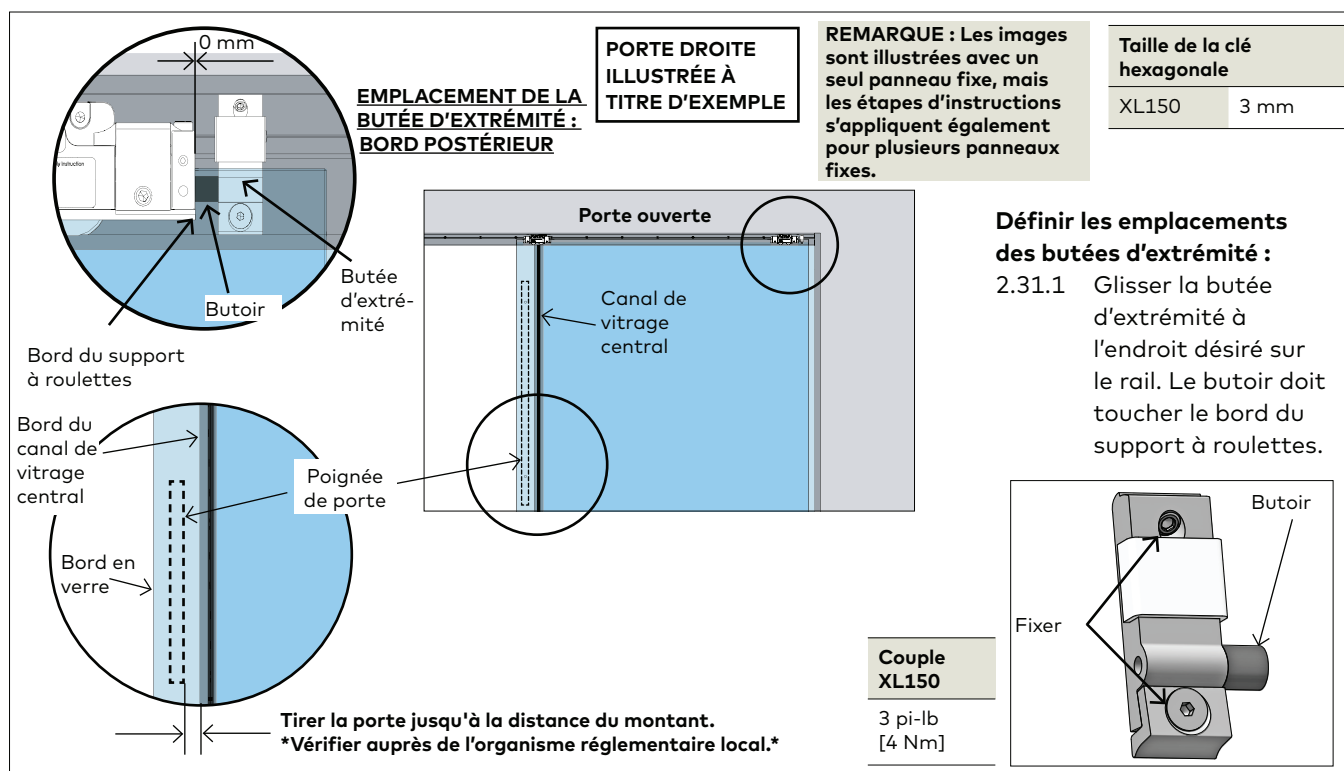 0 mm
EMPLACEMENT DE LA
BUTÉE D'EXTRÉMITÉ :
BORD POSTÉRIEUR
PORTE DROITE
ILLUSTRÉE À
TITRE D'EXEMPLE
REMARQUE : Les images
sont illustrées avec un
seul panneau fixe, mais
les étapes d'instructions
s'appliquent également
pour plusieurs panneaux
fixes.
Taille de la clé
hexagonale
XL150 3 mm
Butoir
Butée
d'extré-
mité
Bord du support
à roulettes
Porte ouverte
Canal de
vitrage
central
Définir les emplacements
des butées d'extrémité :
2.31.1 Glisser la butée
d'extrémité à
l'endroit désiré sur
le rail. Le butoir doit
toucher le bord du
support à roulettes.
Bord du
canal de
vitrage
central
Poignée
de porte
Bord en
verre
Tirer la porte jusqu'à la distance du montant.
*Vérifier auprès de l'organisme réglementaire local.*
Couple
XL150
3 pi-lb
[4 Nm]
Butoir
Fixer